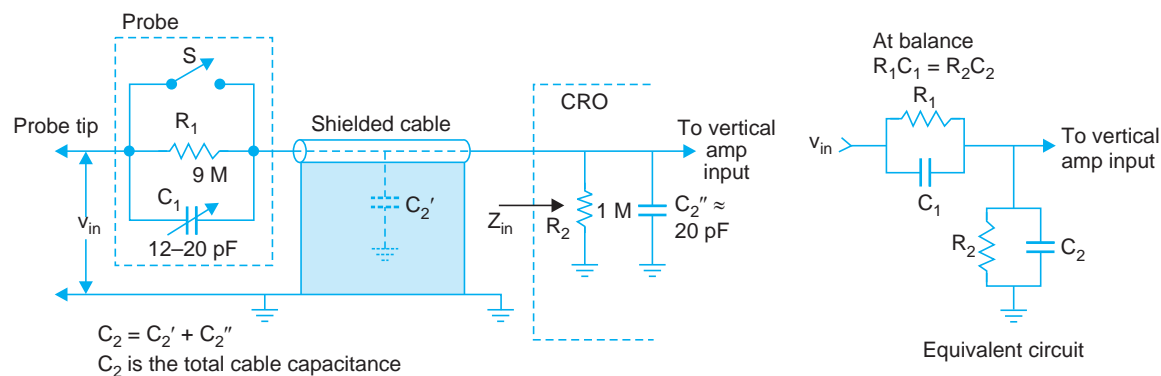 Probe
S
R1
9 M
C1
12–20 pF
Probe tip
vin
Shielded cable
C2′
CRO
To vertical
amp
input
Zin
R2
1 M
C2″ ≈
20 pF
C2 = C2′ + C2″
C2 is the total cable capacitance
At balance
R1C1 = R2C2
R1
vin
C1
To vertical
amp input
R2
C2
Equivalent circuit